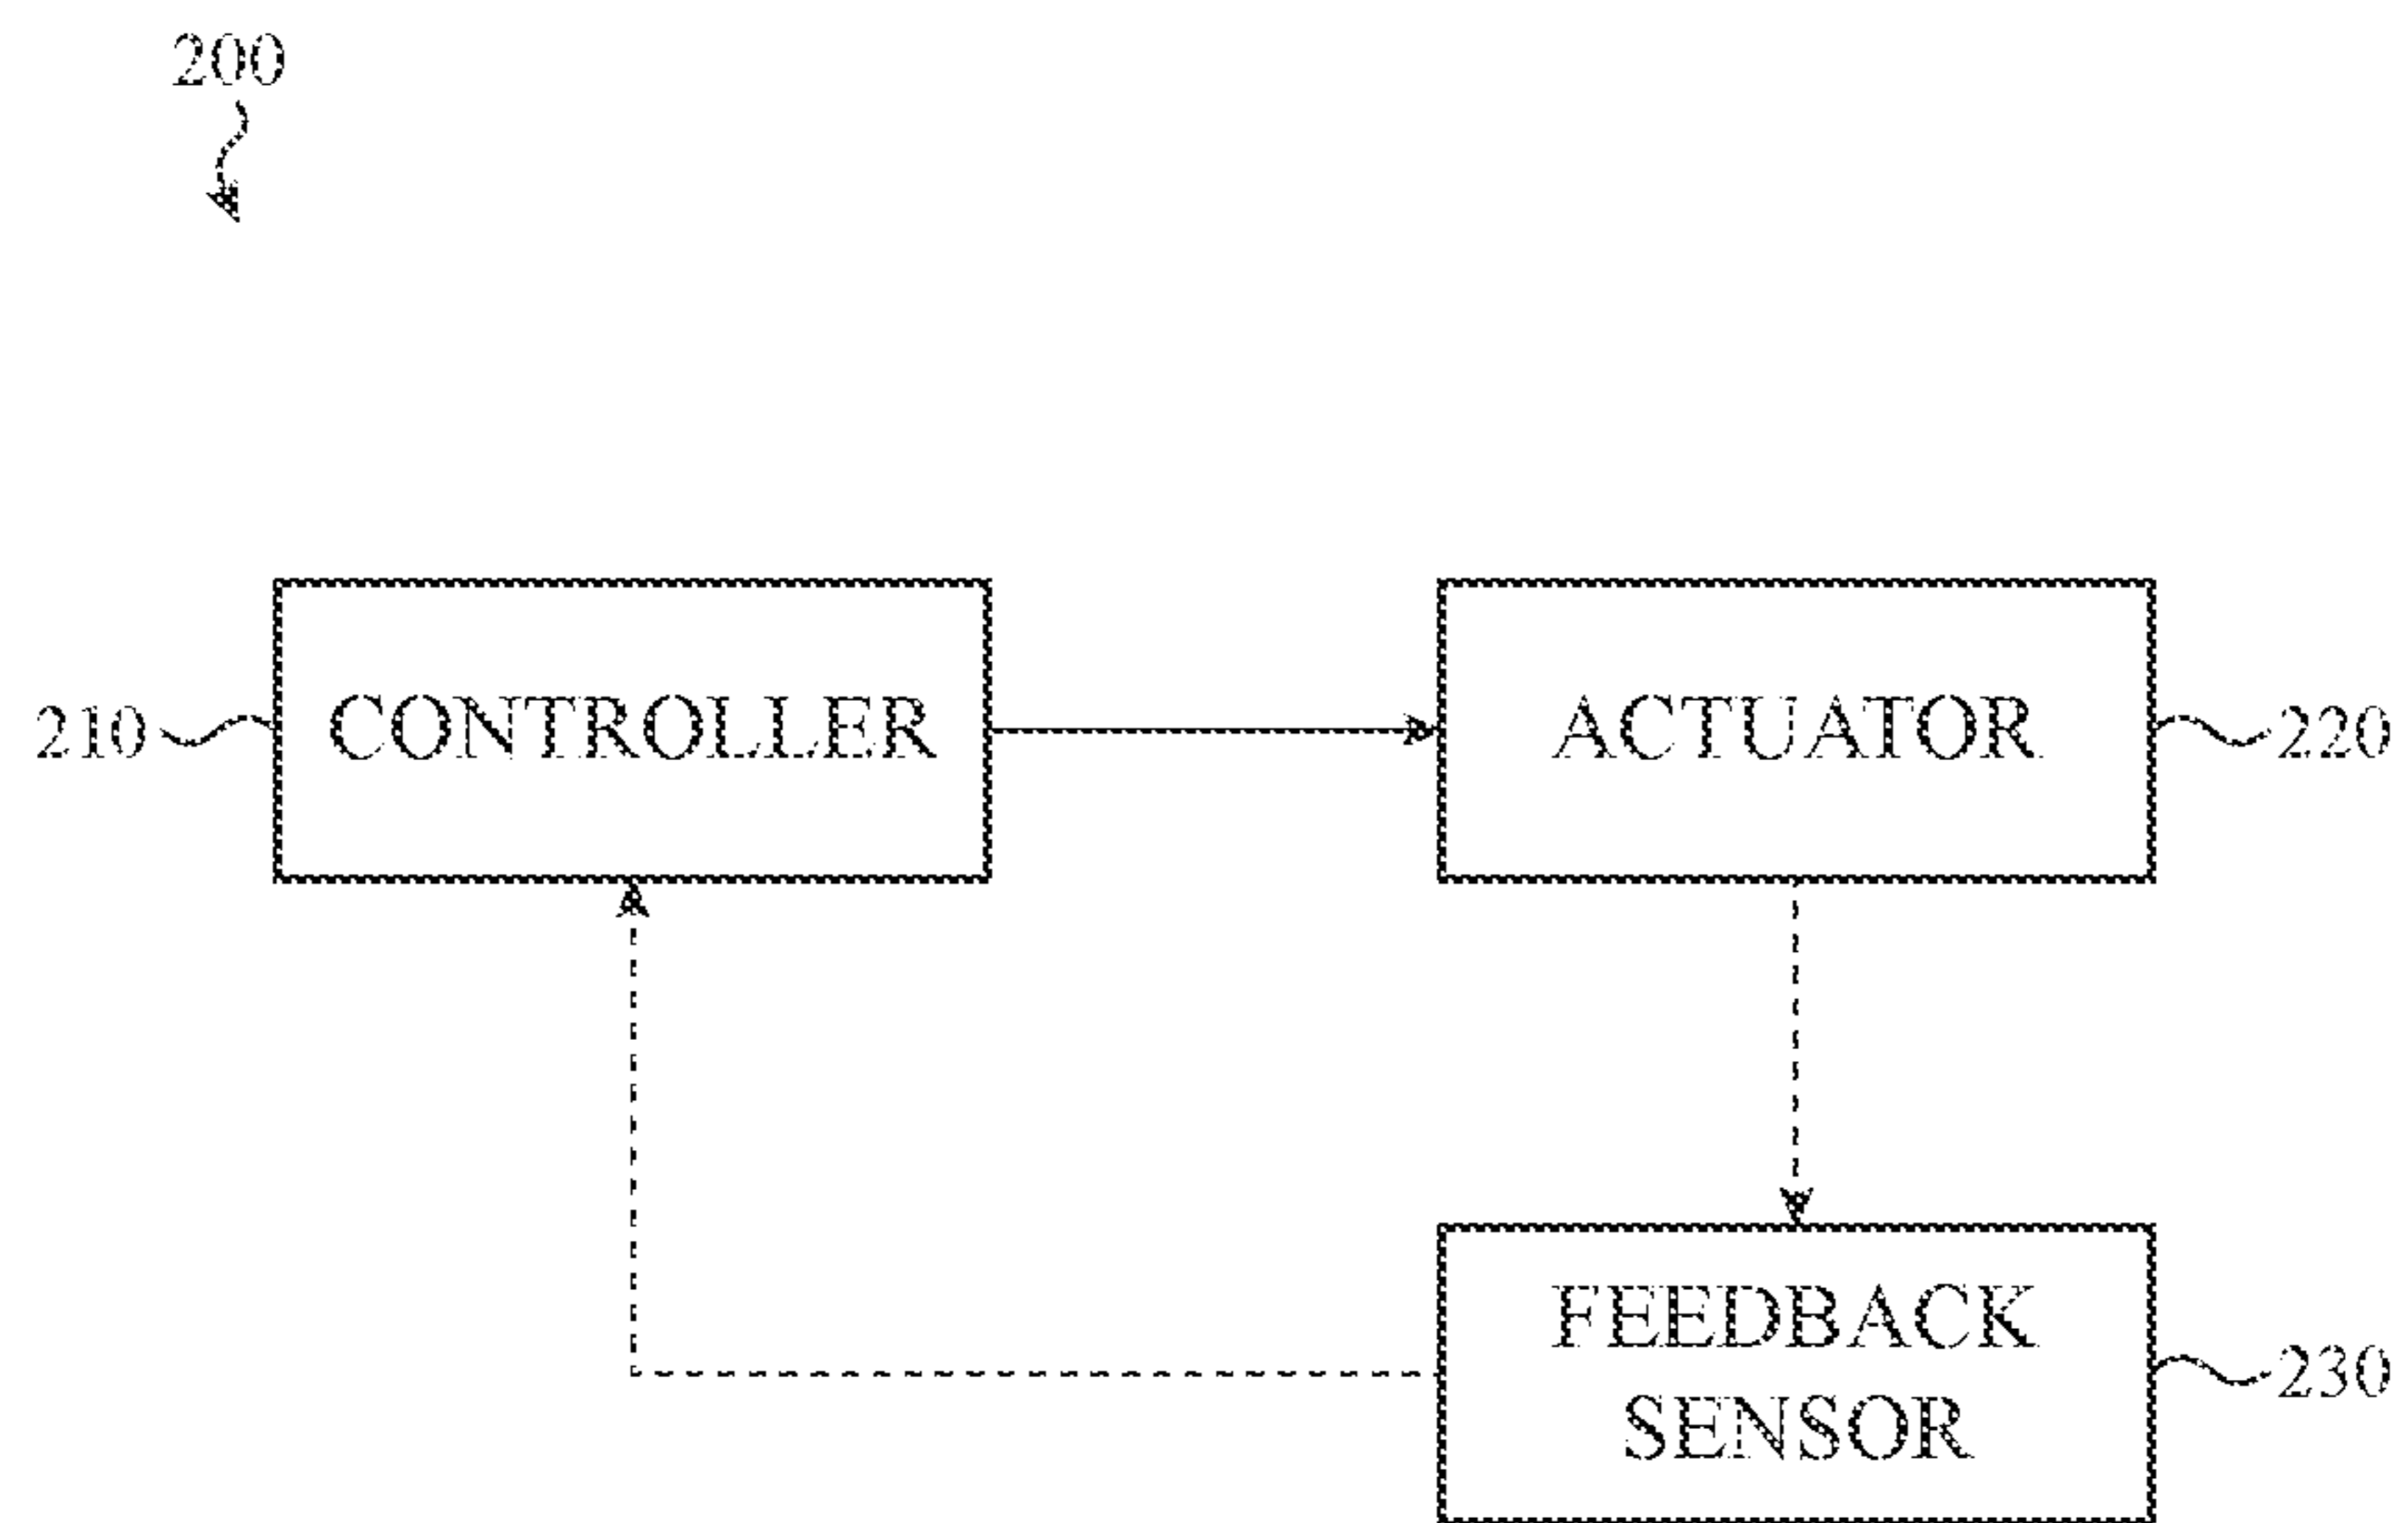 200
210
CONTROLLER
ACTUATOR
220
FEEDBACK
SENSOR
230